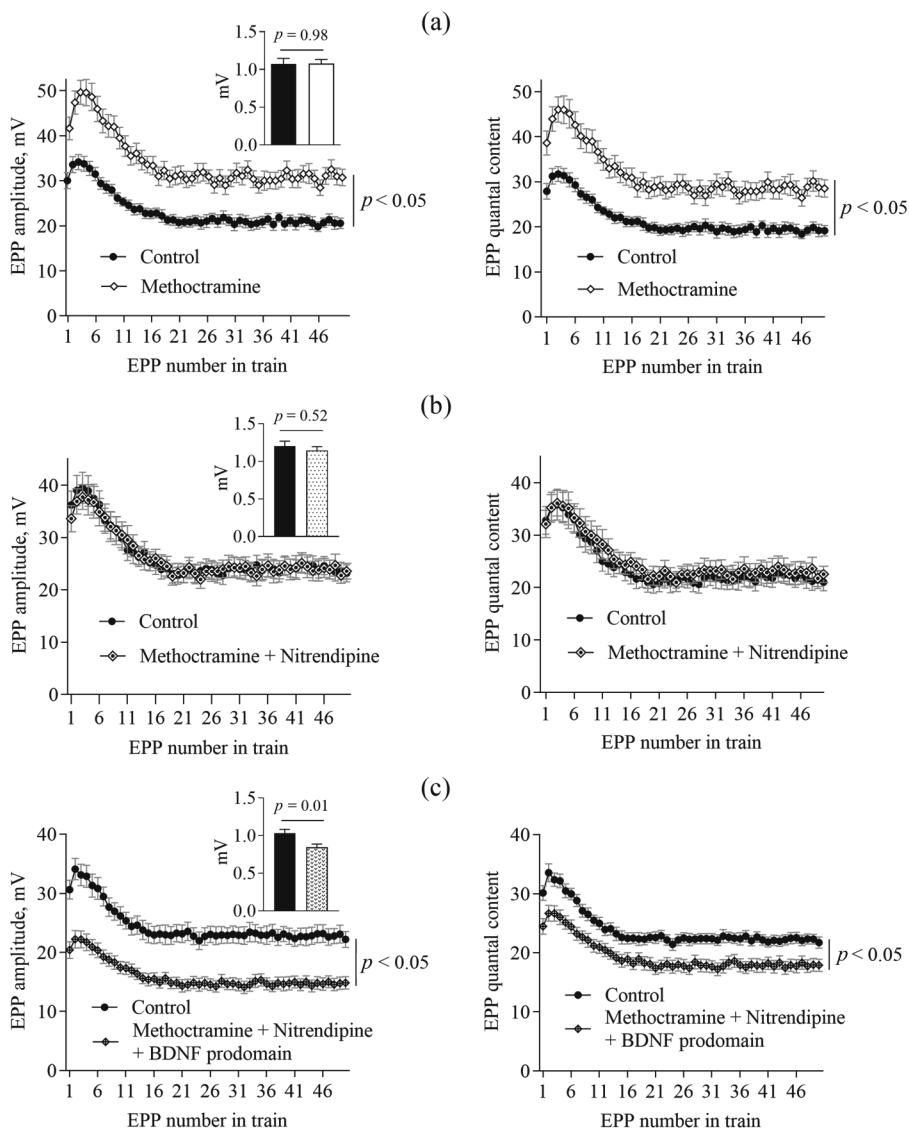 (a)
p = 0.98
1.5
1.0
0.5
0.0
mV
50
40
30
20
10
0
EPP amplitude, mV
p < 0.05
Control
Methoctramine
1 6 11 16 21 26 31 36 41 46
EPP number in train
50
40
30
20
10
0
EPP quantal content
p < 0.05
Control
Methoctramine
1 6 11 16 21 26 31 36 41 46
EPP number in train
(b)
p = 0.52
1.5
1.0
0.5
0.0
mV
40
30
20
10
0
EPP amplitude, mV
Control
Methoctramine + Nitrendipine
1 6 11 16 21 26 31 36 41 46
EPP number in train
40
30
20
10
0
EPP quantal content
Control
Methoctramine + Nitrendipine
1 6 11 16 21 26 31 36 41 46
EPP number in train
(c)
p = 0.01
1.5
1.0
0.5
0.0
mV
40
30
20
10
0
EPP amplitude, mV
p < 0.05
Control
Methoctramine + Nitrendipine
+ BDNF prodomain
1 6 11 16 21 26 31 36 41 46
EPP number in train
40
30
20
10
0
EPP quantal content
p < 0.05
Control
Methoctramine + Nitrendipine
+ BDNF prodomain
1 6 11 16 21 26 31 36 41 46
EPP number in train